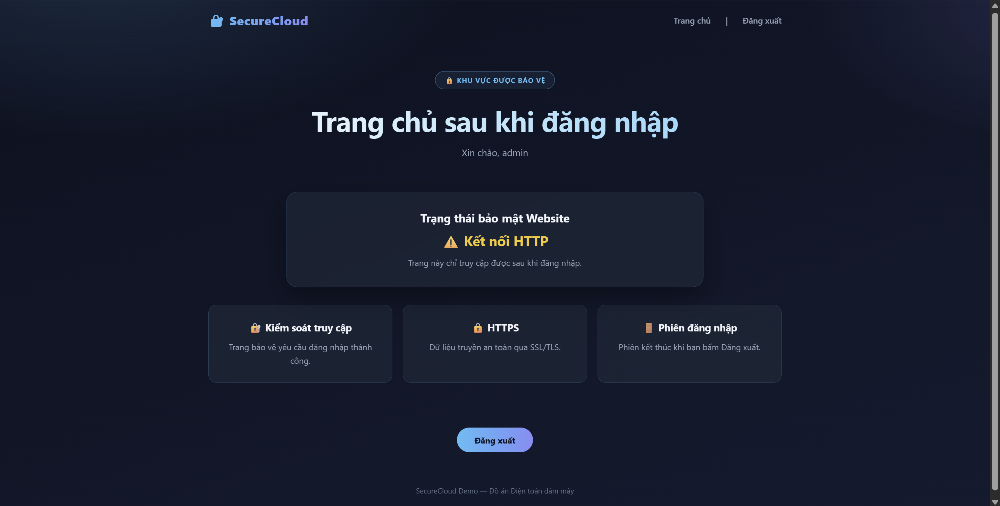 SecureCloud
Trang chủ | Đăng xuất
KHU VỰC ĐƯỢC BẢO VỆ
Trang chủ sau khi đăng nhập
Xin chào, admin
Trạng thái bảo mật Website
Kết nối HTTP
Trang này chỉ truy cập được sau khi đăng nhập.
Kiểm soát truy cập
Trang bảo vệ yêu cầu đăng nhập thành
công.
HTTPS
Dữ liệu truyền an toàn qua SSL/TLS.
Phiên đăng nhập
Phiên kết thúc khi bạn bấm Đăng xuất.
Đăng xuất
SecureCloud Demo — Đồ án Điện toán đám mây